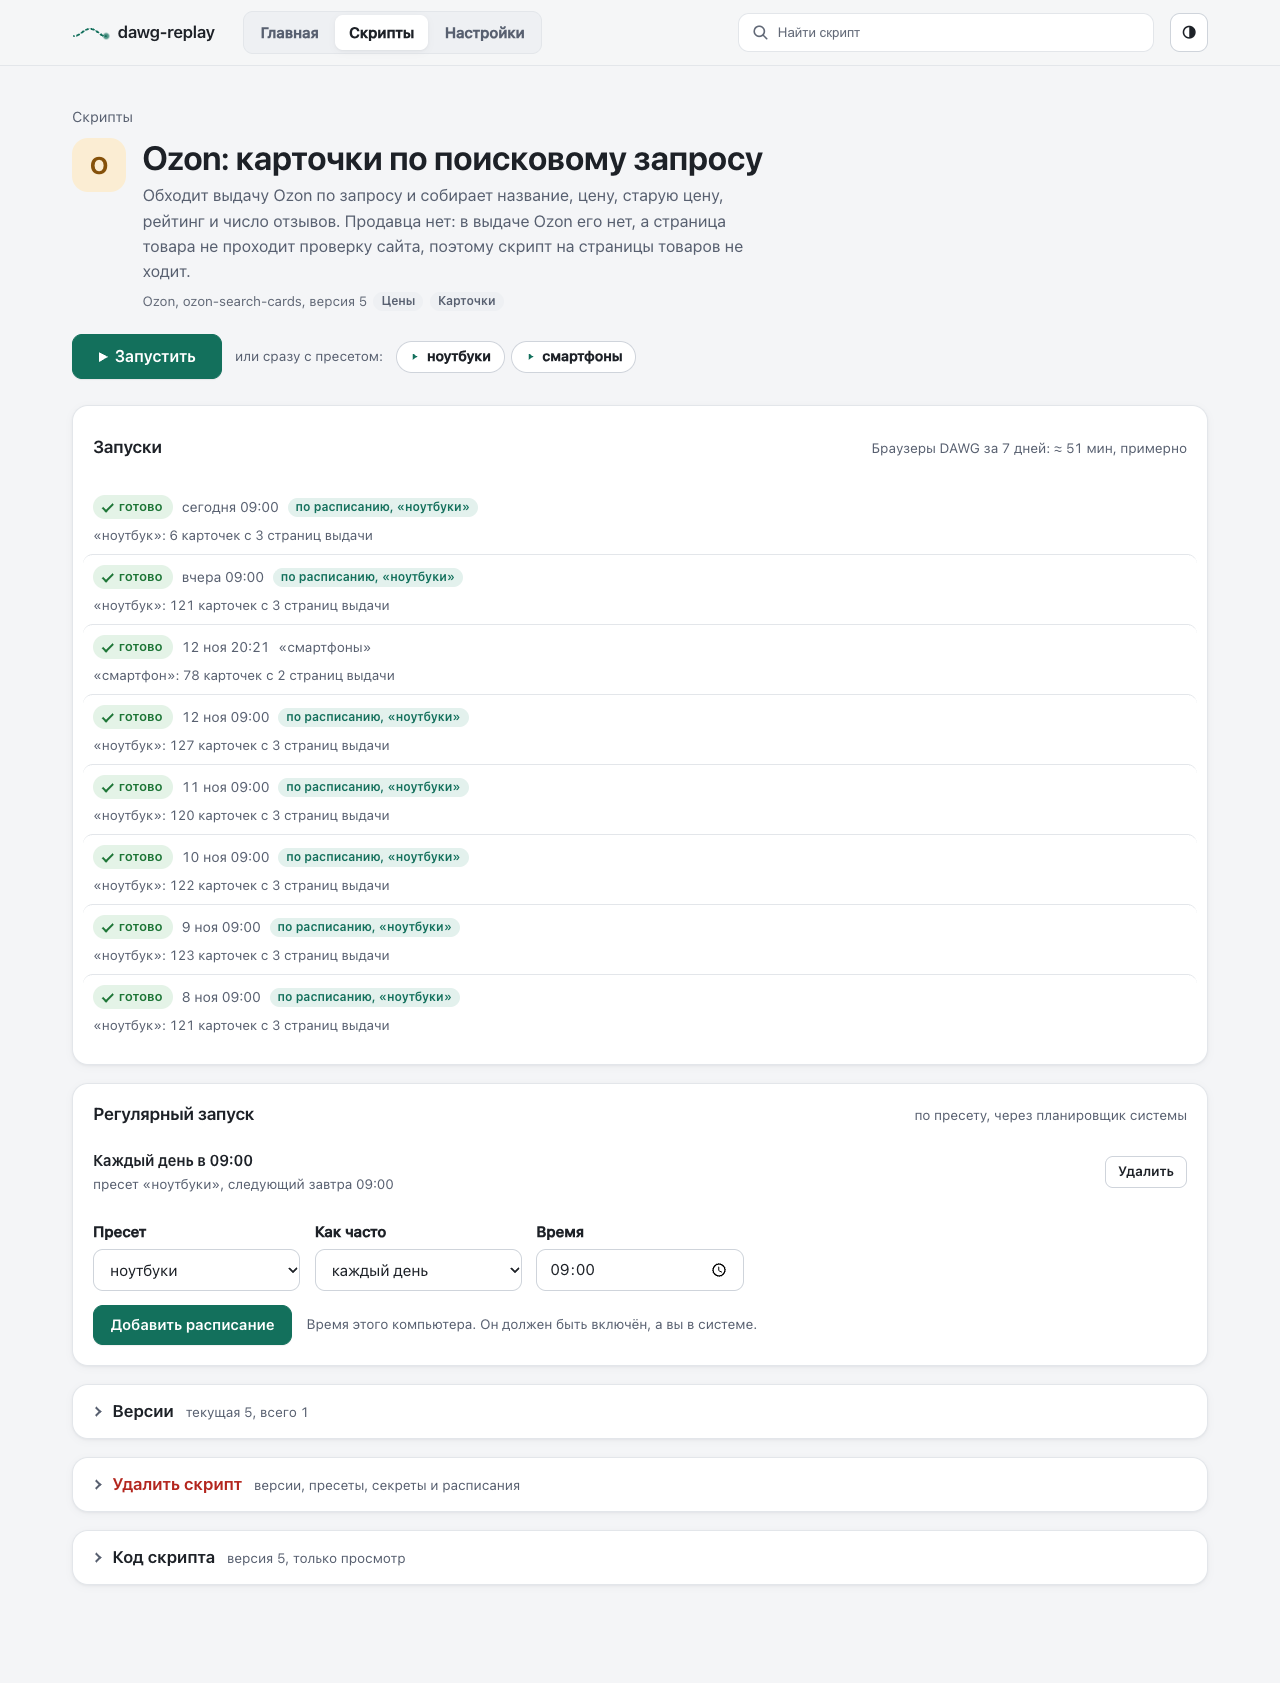 dawg-replay
Главная
Скрипты
Настройки
Найти скрипт
Скрипты
O
Ozon: карточки по поисковому запросу
Обходит выдачу Ozon по запросу и собирает название, цену, старую цену,
рейтинг и число отзывов. Продавца нет: в выдаче Ozon его нет, а страница
товара не проходит проверку сайта, поэтому скрипт на страницы товаров не
ходит.
Ozon, ozon-search-cards, версия 5 Цены Карточки
Запустить или сразу с пресетом: ноутбуки смартфоны
Запуски
Браузеры DAWG за 7 дней: ≈ 51 мин, примерно
готово сегодня 09:00 по расписанию, «ноутбуки»
«ноутбук»: 6 карточек с 3 страниц выдачи
готово вчера 09:00 по расписанию, «ноутбуки»
«ноутбук»: 121 карточек с 3 страниц выдачи
готово 12 ноя 20:21 «смартфоны»
«смартфон»: 78 карточек с 2 страниц выдачи
готово 12 ноя 09:00 по расписанию, «ноутбуки»
«ноутбук»: 127 карточек с 3 страниц выдачи
готово 11 ноя 09:00 по расписанию, «ноутбуки»
«ноутбук»: 120 карточек с 3 страниц выдачи
готово 10 ноя 09:00 по расписанию, «ноутбуки»
«ноутбук»: 122 карточек с 3 страниц выдачи
готово 9 ноя 09:00 по расписанию, «ноутбуки»
«ноутбук»: 123 карточек с 3 страниц выдачи
готово 8 ноя 09:00 по расписанию, «ноутбуки»
«ноутбук»: 121 карточек с 3 страниц выдачи
Регулярный запуск
по пресету, через планировщик системы
Каждый день в 09:00
пресет «ноутбуки», следующий завтра 09:00
Удалить
Пресет Как часто Время
ноутбуки каждый день 09:00
Добавить расписание Время этого компьютера. Он должен быть включён, а вы в системе.
Версии текущая 5, всего 1
Удалить скрипт версии, пресеты, секреты и расписания
Код скрипта версия 5, только просмотр